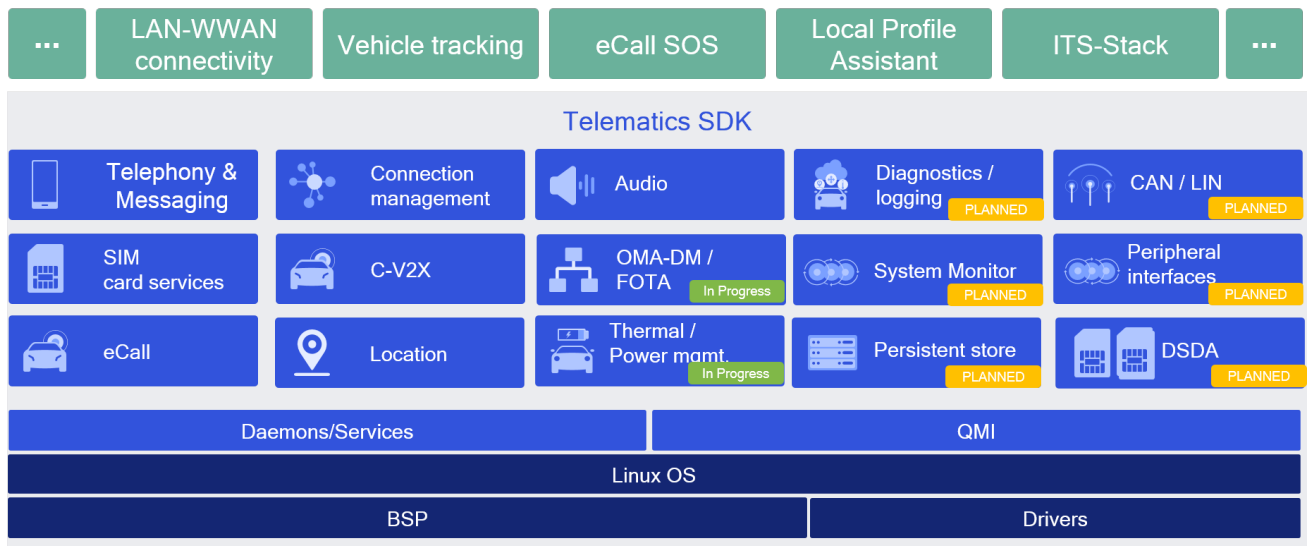 ...
LAN-WWAN
connectivity
Vehicle tracking
eCall SOS
Local Profile
Assistant
ITS-Stack
...
Telematics SDK
Telephony &
Messaging
Connection
management
Audio
Diagnostics /
logging
PLANNED
CAN / LIN
PLANNED
SIM
card services
C-V2X
OMA-DM /
FOTA
In Progress
System Monitor
PLANNED
Peripheral
interfaces
PLANNED
eCall
Location
Thermal /
Power mgmt.
In Progress
Persistent store
PLANNED
DSDA
PLANNED
Daemons/Services
QMI
Linux OS
BSP
Drivers